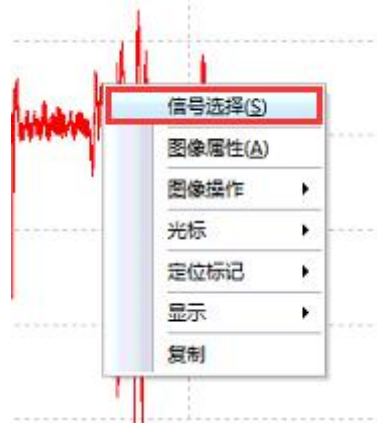 信号选择(S)
图像属性(A)
图像操作
光标
定位标记
显示
复制